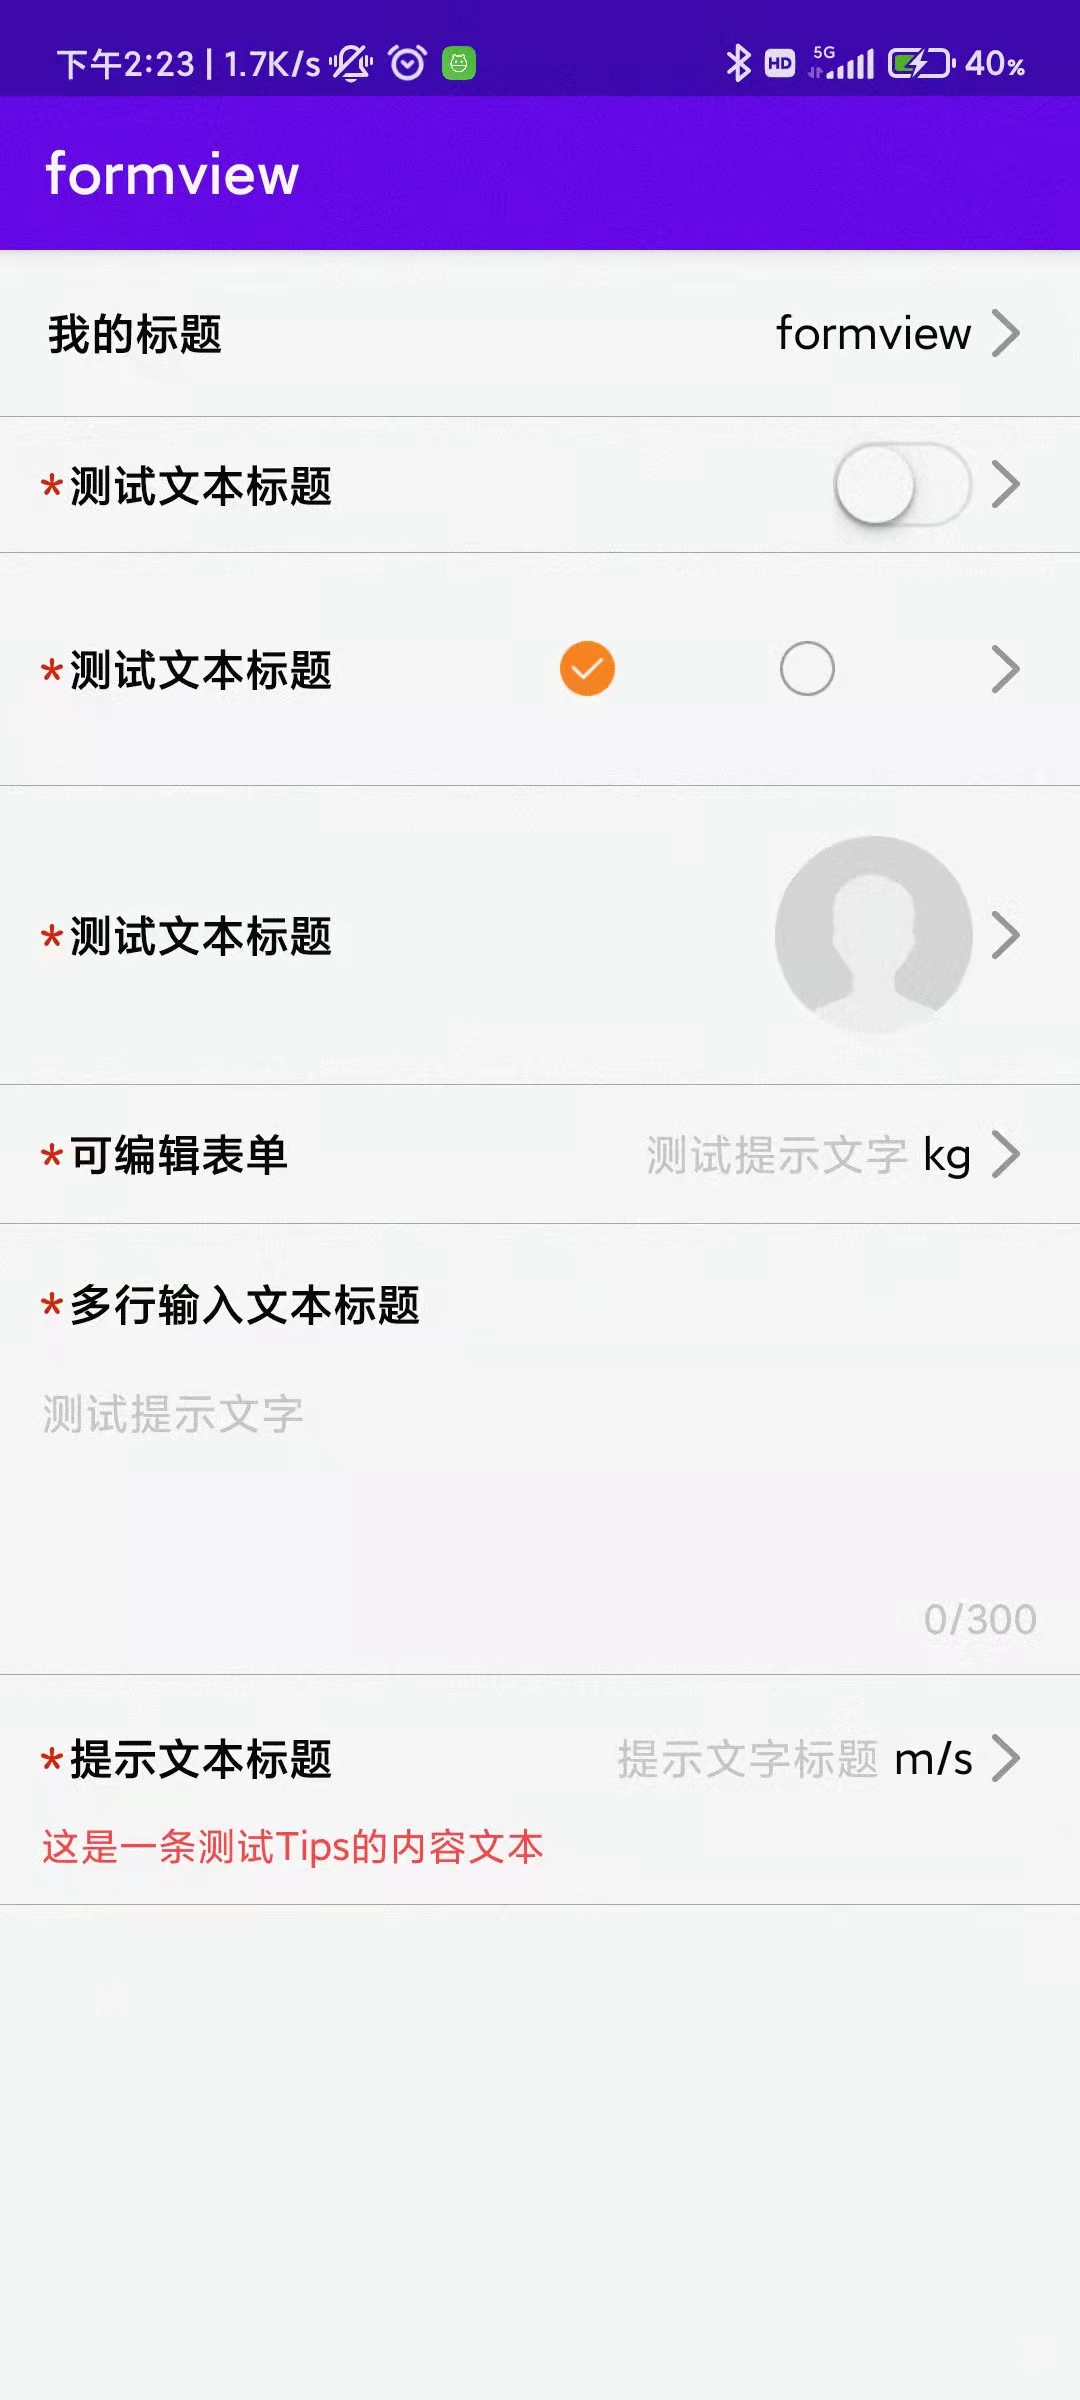 下午2:23 | 1.7K/s HD 5G 40%
formview
我的标题 formview
*测试文本标题
*测试文本标题
*测试文本标题
*可编辑表单 测试提示文字 kg
*多行输入文本标题
测试提示文字
0/300
*提示文本标题 提示文字标题 m/s
这是一条测试Tips的内容文本